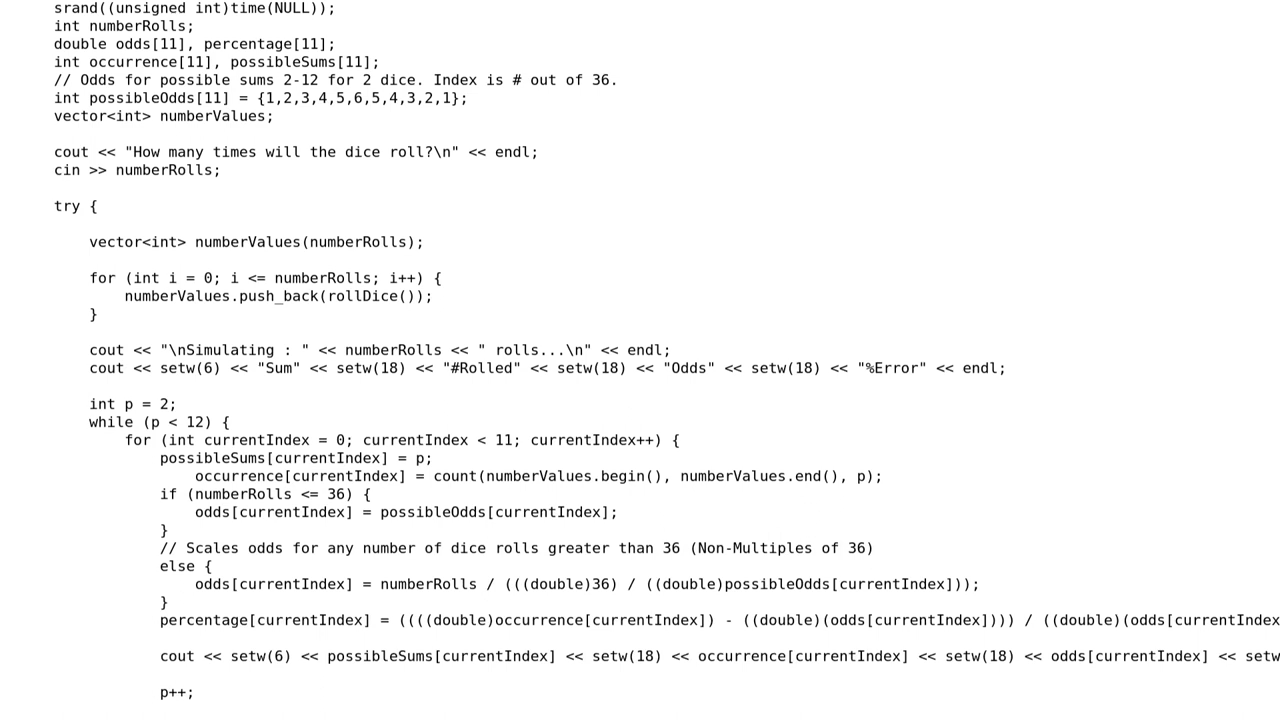 srand((unsigned int)time(NULL));
int numberRolls;
double odds[11], percentage[11];
int occurrence[11], possibleSums[11];
// Odds for possible sums 2-12 for 2 dice. Index is # out of 36.
int possibleOdds[11] = {1,2,3,4,5,6,5,4,3,2,1};
vector<int> numberValues;
cout << "How many times will the dice roll?\n" << endl;
cin >> numberRolls;
try {
vector<int> numberValues(numberRolls);
for (int i = 0; i <= numberRolls; i++) {
numberValues.push_back(rollDice());
}
cout << "\nSimulating : " << numberRolls << " rolls...\n" << endl;
cout << setw(6) << "Sum" << setw(18) << "#Rolled" << setw(18) << "Odds" << setw(18) << "%Error" << endl;
int p = 2;
while (p < 12) {
for (int currentIndex = 0; currentIndex < 11; currentIndex++) {
possibleSums[currentIndex] = p;
occurrence[currentIndex] = count(numberValues.begin(), numberValues.end(), p);
if (numberRolls <= 36) {
odds[currentIndex] = possibleOdds[currentIndex];
}
// Scales odds for any number of dice rolls greater than 36 (Non-Multiples of 36)
else {
odds[currentIndex] = numberRolls / (((double)36) / ((double)possibleOdds[currentIndex]));
}
percentage[currentIndex] = ((((double)occurrence[currentIndex]) - ((double)(odds[currentIndex]))) / ((double)(odds[currentIndex
cout << setw(6) << possibleSums[currentIndex] << setw(18) << occurrence[currentIndex] << setw(18) << odds[currentIndex] << setw
p++;